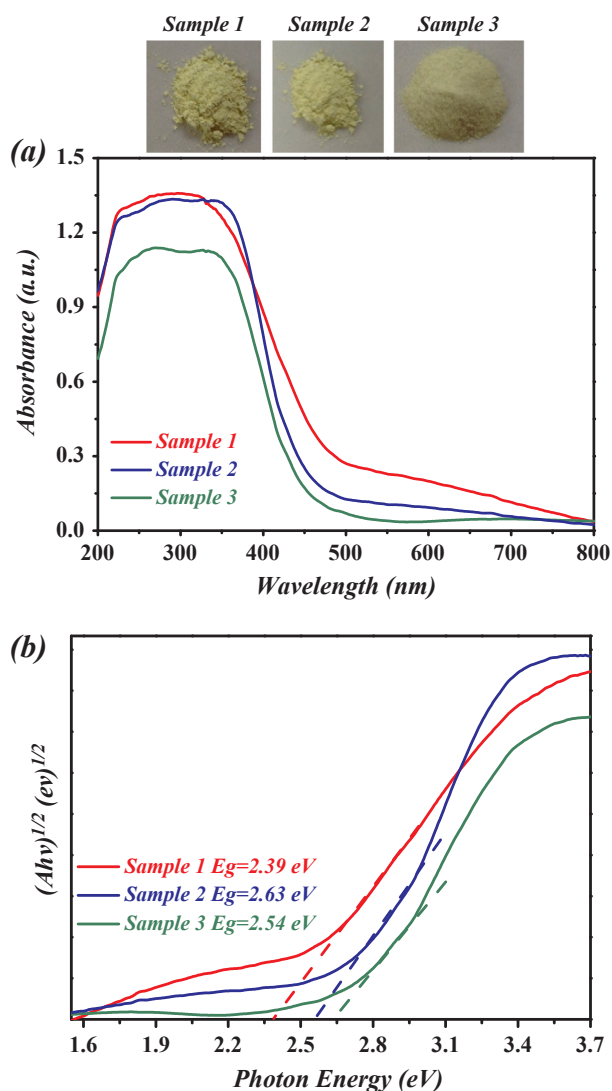 Sample 1 Sample 2 Sample 3
(a)
1.5
1.2
0.9
0.6
0.3
0.0
Absorbance (a.u.)
Sample 1
Sample 2
Sample 3
200 300 400 500 600 700 800
Wavelength (nm)
(b)
(Ahv)^1/2 (ev)^1/2
Sample 1 Eg=2.39 eV
Sample 2 Eg=2.63 eV
Sample 3 Eg=2.54 eV
1.6 1.9 2.2 2.5 2.8 3.1 3.4 3.7
Photon Energy (eV)